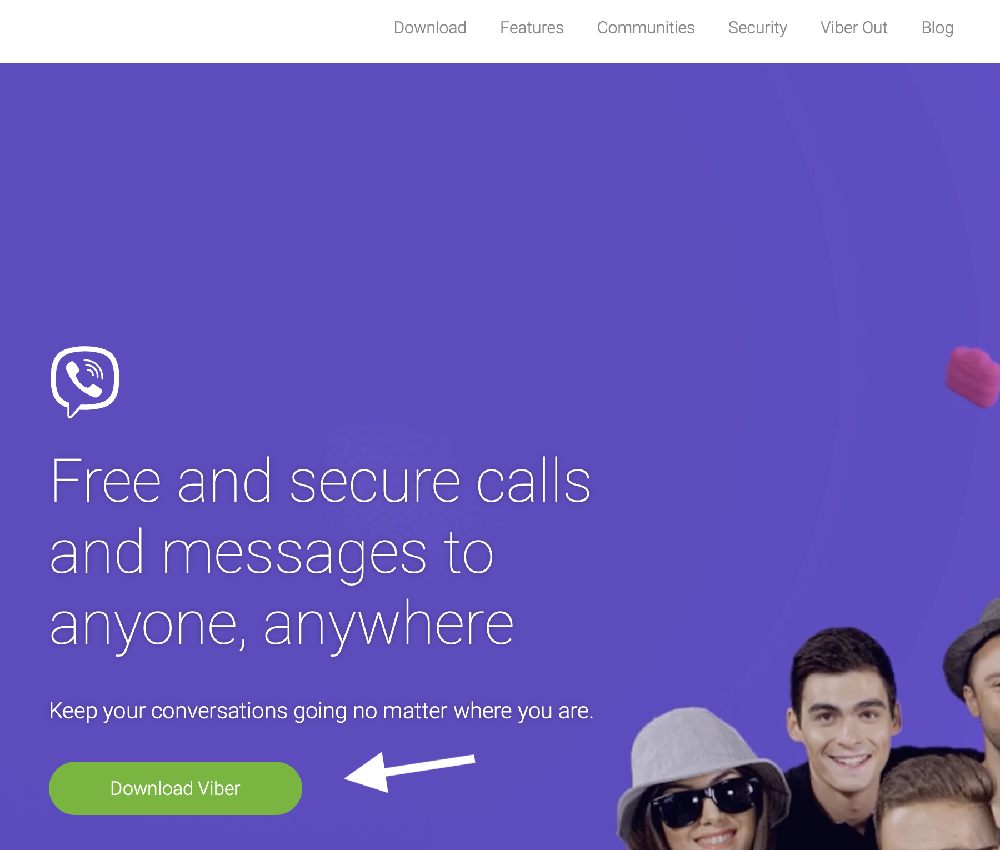 Download Features Communities Security Viber Out Blog
Free and secure calls
and messages to
anyone, anywhere
Keep your conversations going no matter where you are.
Download Viber